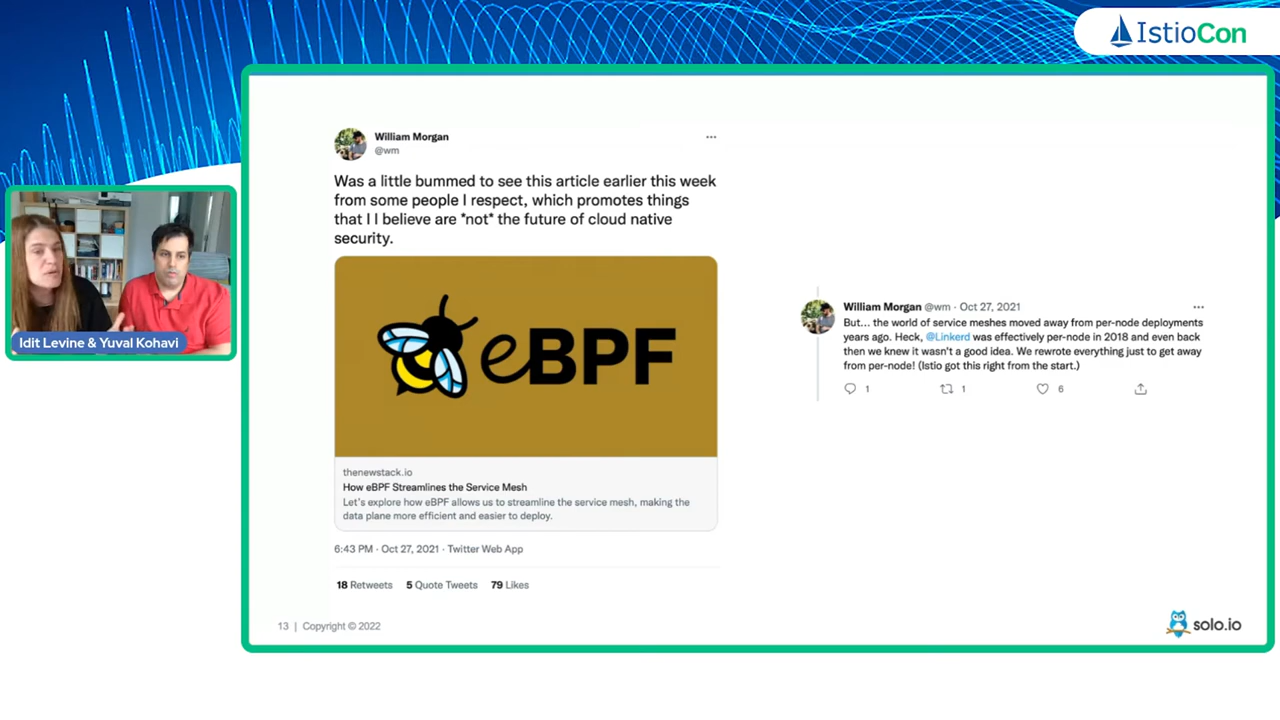 IstioCon
William Morgan
@wm
Was a little bummed to see this article earlier this week
from some people I respect, which promotes things
that I I believe are *not* the future of cloud native
security.
eBPF
thenewstack.io
How eBPF Streamlines the Service Mesh
Let's explore how eBPF allows us to streamline the service mesh, making the
data plane more efficient and easier to deploy.
6:43 PM · Oct 27, 2021 · Twitter Web App
18 Retweets 5 Quote Tweets 79 Likes
William Morgan @wm · Oct 27, 2021
But... the world of service meshes moved away from per-node deployments
years ago. Heck, @Linkerd was effectively per-node in 2018 and even back
then we knew it wasn't a good idea. We rewrote everything just to get away
from per-node! (Istio got this right from the start.)
1 1 6
Idit Levine & Yuval Kohavi
13 | Copyright © 2022
solo.io